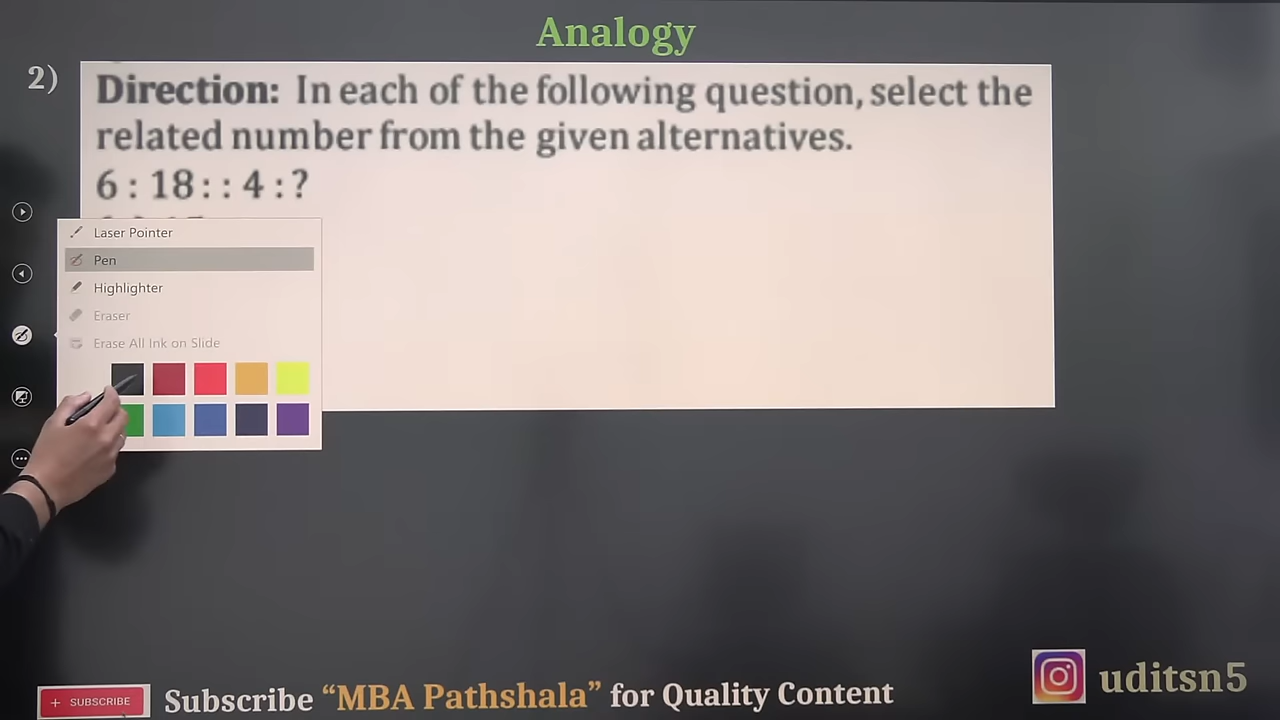 Analogy
2)
Direction: In each of the following question, select the
related number from the given alternatives.
6 : 18 : : 4 : ?
Laser Pointer
Pen
Highlighter
Eraser
Erase All Ink on Slide
+ SUBSCRIBE
Subscribe “MBA Pathshala” for Quality Content
uditsn5